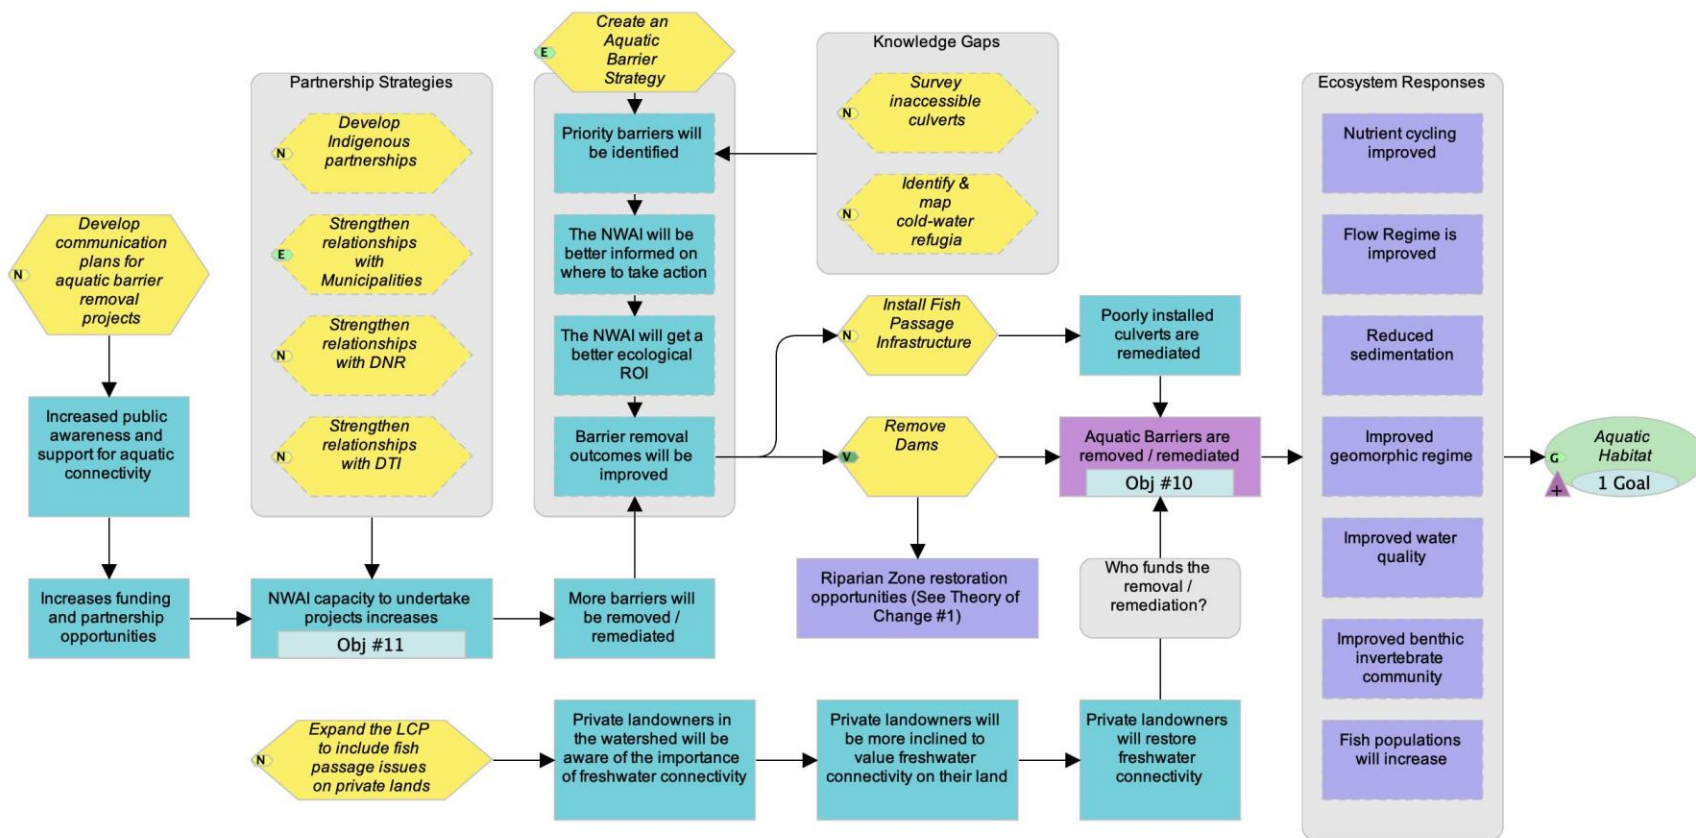 Create an
Aquatic
Barrier
Strategy
E
Knowledge Gaps
Survey
inaccessible
culverts
N
Identify &
map
cold-water
refugia
N
Partnership Strategies
Develop
Indigenous
partnerships
N
Strengthen
relationships
with
Municipalities
E
Strengthen
relationships
with DNR
N
Strengthen
relationships
with DTI
N
Develop
communication
plans for
aquatic barrier
removal
projects
N
Increased public
awareness and
support for aquatic
connectivity
Increases funding
and partnership
opportunities
NWAI capacity to undertake
projects increases
Obj #11
More barriers will
be removed /
remediated
Priority barriers will
be identified
The NWAI will be
better informed on
where to take action
The NWAI will get a
better ecological
ROI
Barrier removal
outcomes will be
improved
Install Fish
Passage
Infrastructure
N
Poorly installed
culverts are
remediated
Remove
Dams
V
Aquatic Barriers are
removed / remediated
Obj #10
Riparian Zone restoration
opportunities (See Theory of
Change #1)
Who funds the
removal /
remediation?
Expand the LCP
to include fish
passage issues
on private lands
N
Private landowners in
the watershed will be
aware of the importance
of freshwater connectivity
Private landowners will
be more inclined to
value freshwater
connectivity on their land
Private landowners
will restore
freshwater
connectivity
Ecosystem Responses
Nutrient cycling
improved
Flow Regime is
improved
Reduced
sedimentation
Improved
geomorphic regime
Improved water
quality
Improved benthic
invertebrate
community
Fish populations
will increase
Aquatic
Habitat
G
1 Goal
+